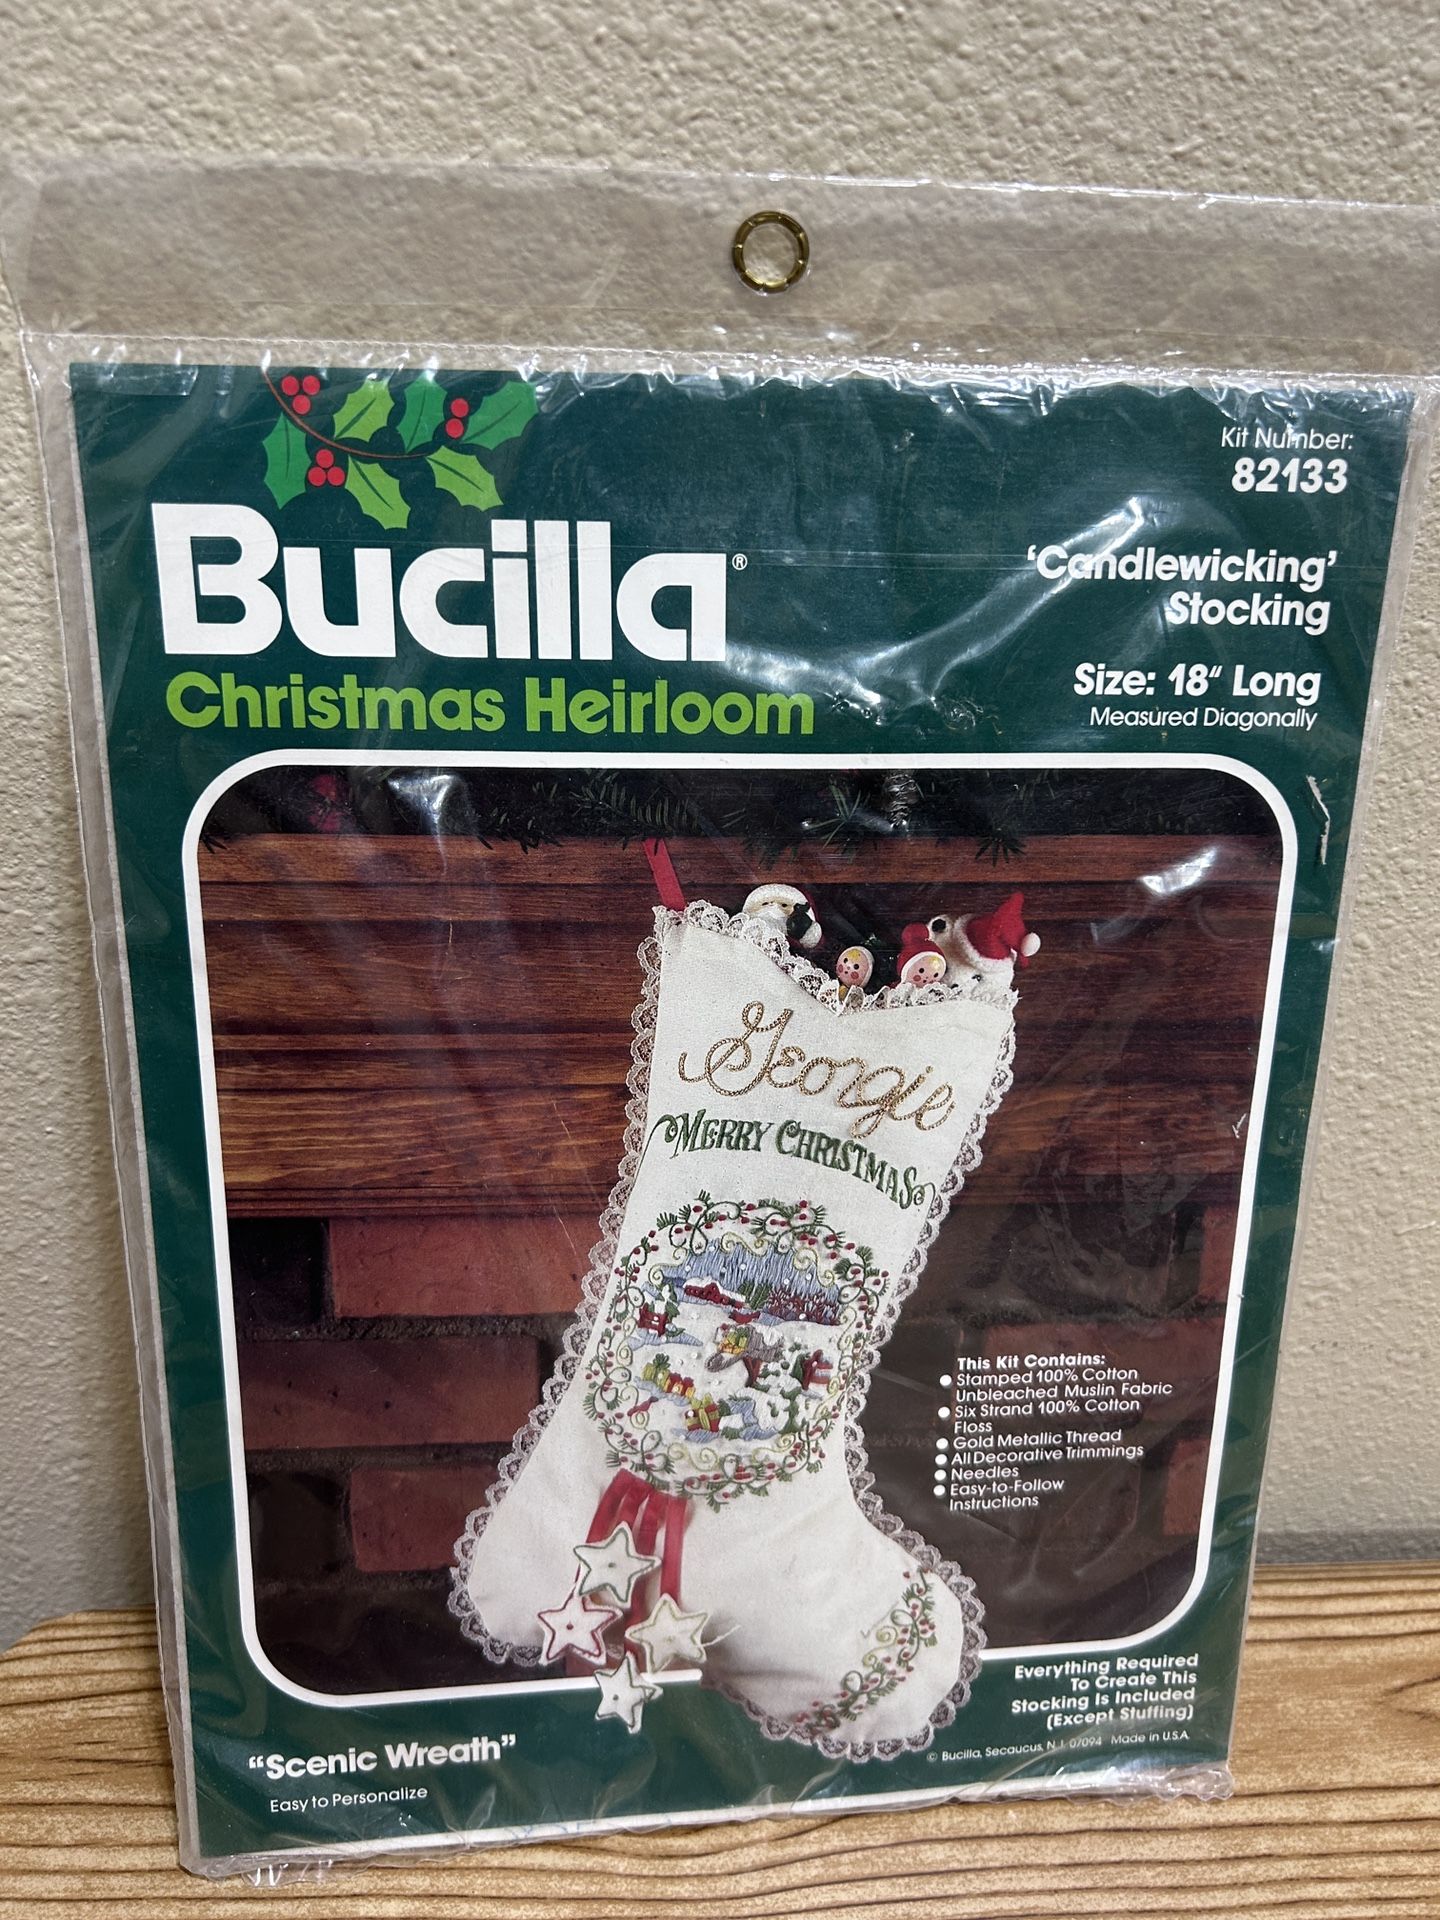 Kit Number:
82133
Bucilla®
Christmas Heirloom
'Candlewicking'
Stocking
Size: 18" Long
Measured Diagonally
Georgie
MERRY CHRISTMAS
This Kit Contains:
● Stamped 100% Cotton
Unbleached Muslin Fabric
● Six Strand 100% Cotton
Floss
● Gold Metallic Thread
● All Decorative Trimmings
● Needles
● Easy-to-Follow
Instructions
Everything Required
To Create This
Stocking Is Included
(Except Stuffing)
© Bucilla, Secaucus, N.J. 07094 Made in U.S.A.
"Scenic Wreath"
Easy to Personalize